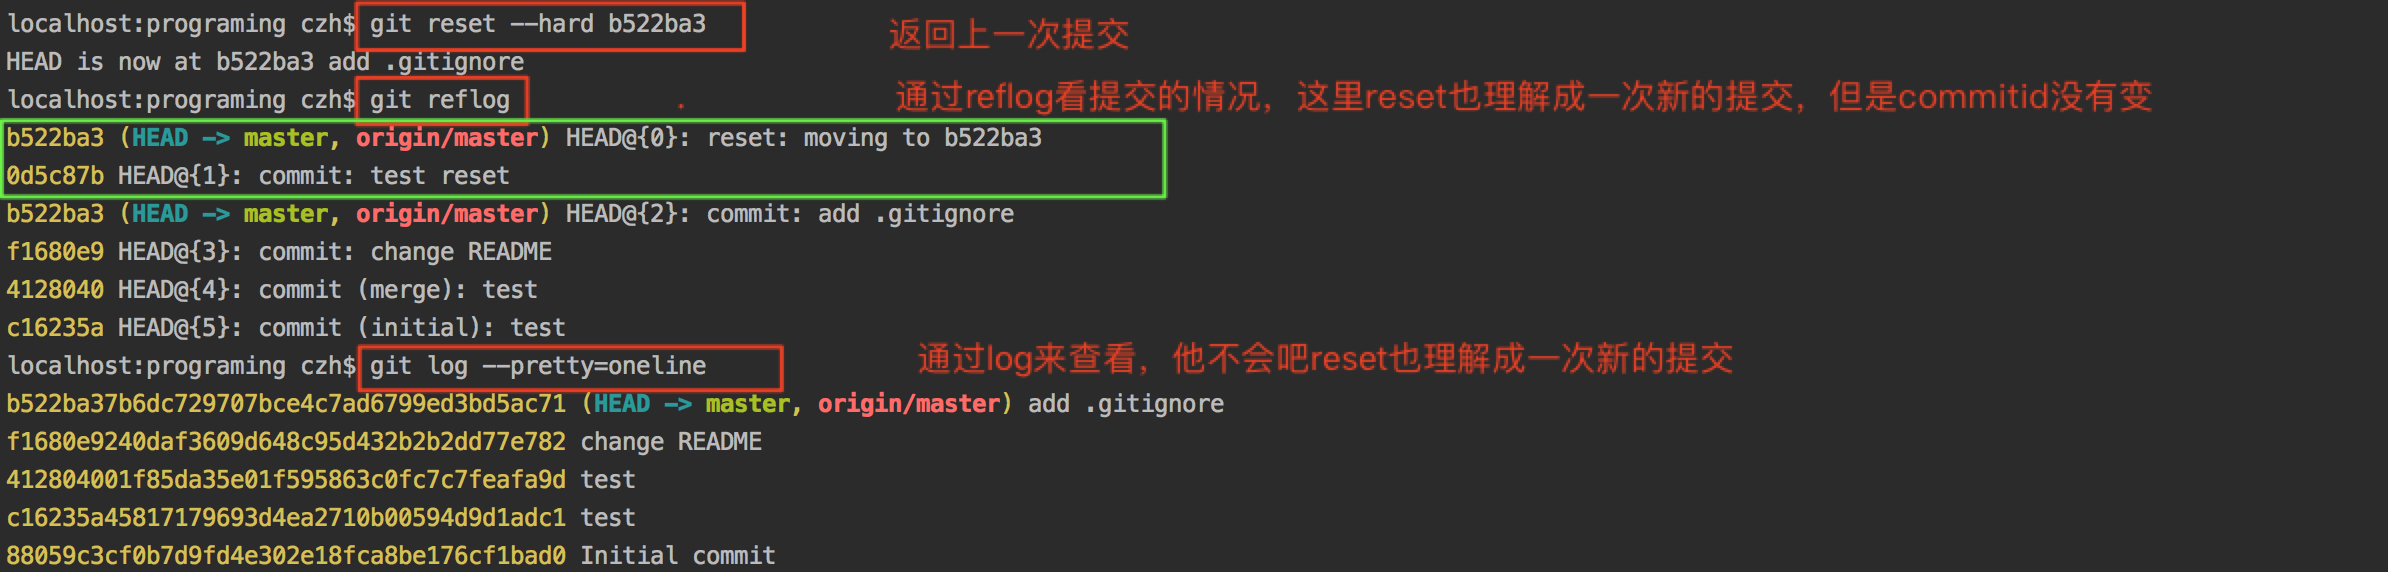 localhost:programing czh$ git reset --hard b522ba3
返回上一次提交
HEAD is now at b522ba3 add .gitignore
localhost:programing czh$ git reflog
通过reflog看提交的情况，这里reset也理解成一次新的提交，但是commitid没有变
b522ba3 (HEAD -> master, origin/master) HEAD@{0}: reset: moving to b522ba3
0d5c87b HEAD@{1}: commit: test reset
b522ba3 (HEAD -> master, origin/master) HEAD@{2}: commit: add .gitignore
f1680e9 HEAD@{3}: commit: change README
4128040 HEAD@{4}: commit (merge): test
c16235a HEAD@{5}: commit (initial): test
localhost:programing czh$ git log --pretty=oneline
通过log来查看，他不会吧reset也理解成一次新的提交
b522ba37b6dc729707bce4c7ad6799ed3bd5ac71 (HEAD -> master, origin/master) add .gitignore
f1680e9240daf3609d648c95d432b2b2dd77e782 change README
412804001f85da35e01f595863c0fc7c7feafa9d test
c16235a45817179693d4ea2710b00594d9d1adc1 test
88059c3cf0b7d9fd4e302e18fca8be176cf1bad0 Initial commit